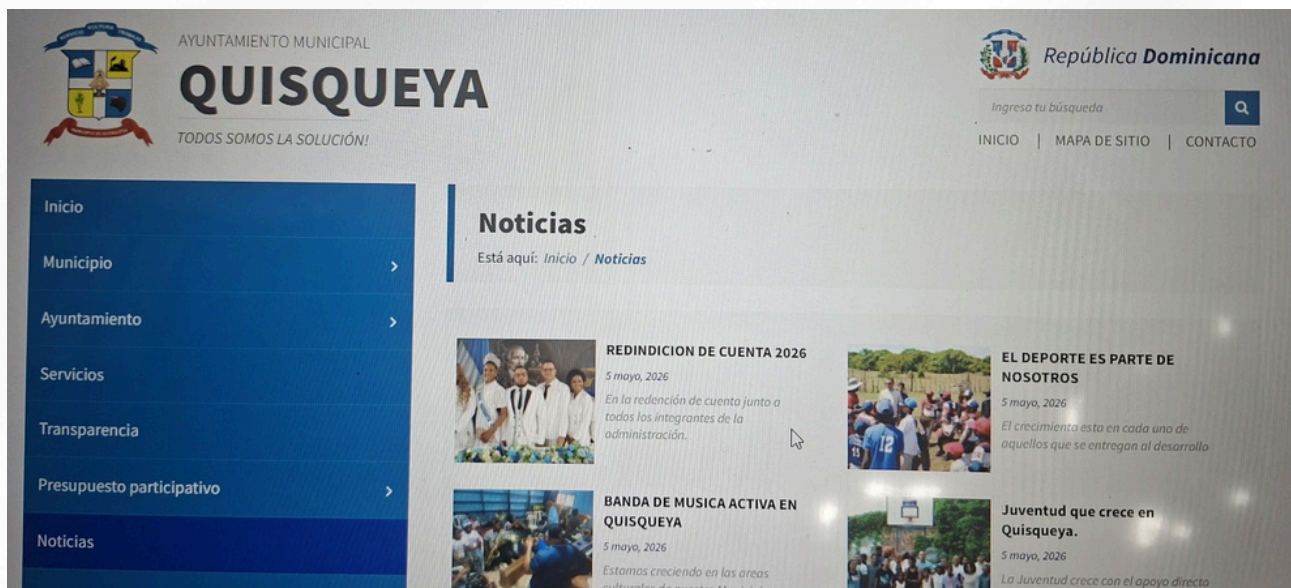 AYUNTAMIENTO MUNICIPAL
QUISQUEYA
TODOS SOMOS LA SOLUCIÓN!
República Dominicana
Ingresa tu búsqueda
INICIO | MAPA DE SITIO | CONTACTO
Inicio
Municipio
Ayuntamiento
Servicios
Transparencia
Presupuesto participativo
Noticias
Noticias
Está aquí: Inicio / Noticias
REDINDICION DE CUENTA 2026
5 mayo, 2026
En la redención de cuenta junto a
todos los integrantes de la
administración.
EL DEPORTE ES PARTE DE
NOSOTROS
5 mayo, 2026
El crecimiento esta en cada uno de
aquellos que se entregan al desarrollo
BANDA DE MUSICA ACTIVA EN
QUISQUEYA
5 mayo, 2026
Estamos creciendo en las areas
culturales de nuestro
Juventud que crece en
Quisqueya.
5 mayo, 2026
La Juventud crece con el apoyo directo
12